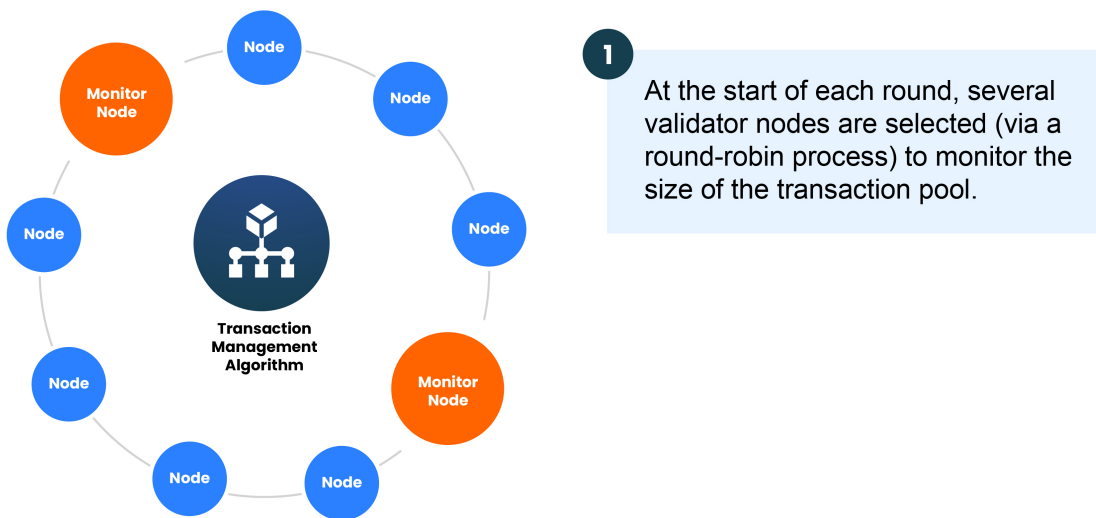 Node
Monitor
Node
Node
Node
Node
Transaction
Management
Algorithm
Node
Monitor
Node
Node
Node
1
At the start of each round, several
validator nodes are selected (via a
round-robin process) to monitor the
size of the transaction pool.